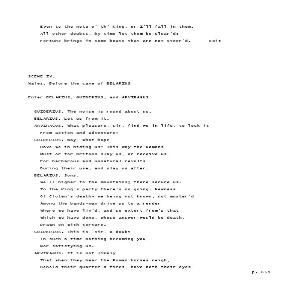 Even to the note o' th' King, or I'll fall in them.
All other doubts, by time let them be clear'd:
Fortune brings in some boats that are not steer'd. Exit
SCENE IV.
Wales. Before the cave of BELARIUS
Enter BELARIUS, GUIDERIUS, and ARVIRAGUS
GUIDERIUS. The noise is round about us.
BELARIUS. Let us from it.
ARVIRAGUS. What pleasure, sir, find we in life, to lock it
From action and adventure?
GUIDERIUS. Nay, what hope
Have we in hiding us? This way the Romans
Must or for Britons slay us, or receive us
For barbarous and unnatural revolts
During their use, and slay us after.
BELARIUS. Sons,
We'll higher to the mountains; there secure us.
To the King's party there's no going. Newness
Of Cloten's death- we being not known, not muster'd
Among the bands-may drive us to a render
Where we have liv'd, and so extort from's that
Which we have done, whose answer would be death,
Drawn on with torture.
GUIDERIUS. This is, sir, a doubt
In such a time nothing becoming you
Nor satisfying us.
ARVIRAGUS. It is not likely
That when they hear the Roman horses neigh,
Behold their quarter'd fires, have both their eyes